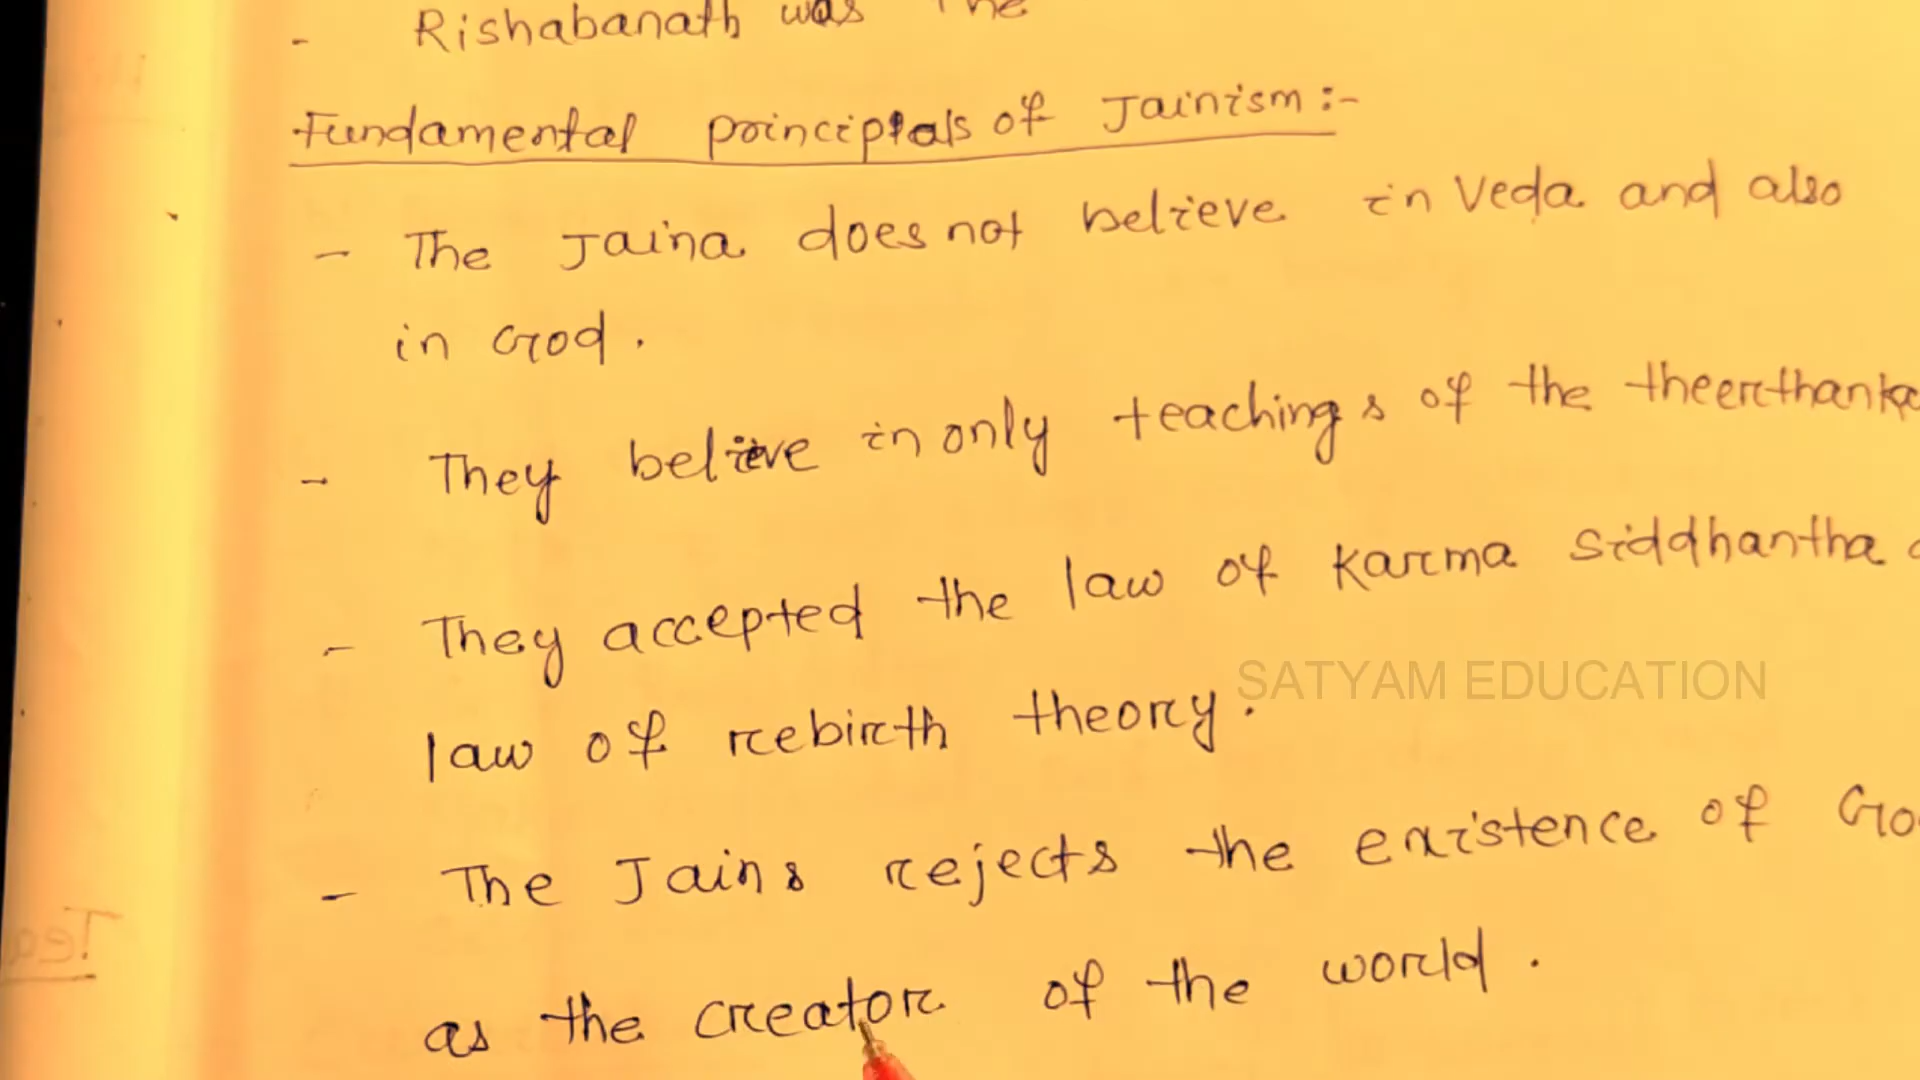 - Rishabanath was The
Fundamental principals of Jainism :-
- The Jaina does not believe in Veda and also
in God.
- They believe in only teachings of the theerthanka
- They accepted the law of karma siddhantha
law of rebirth theory.
SATYAM EDUCATION
- The Jains rejects the existence of Go
as the creator of the world.